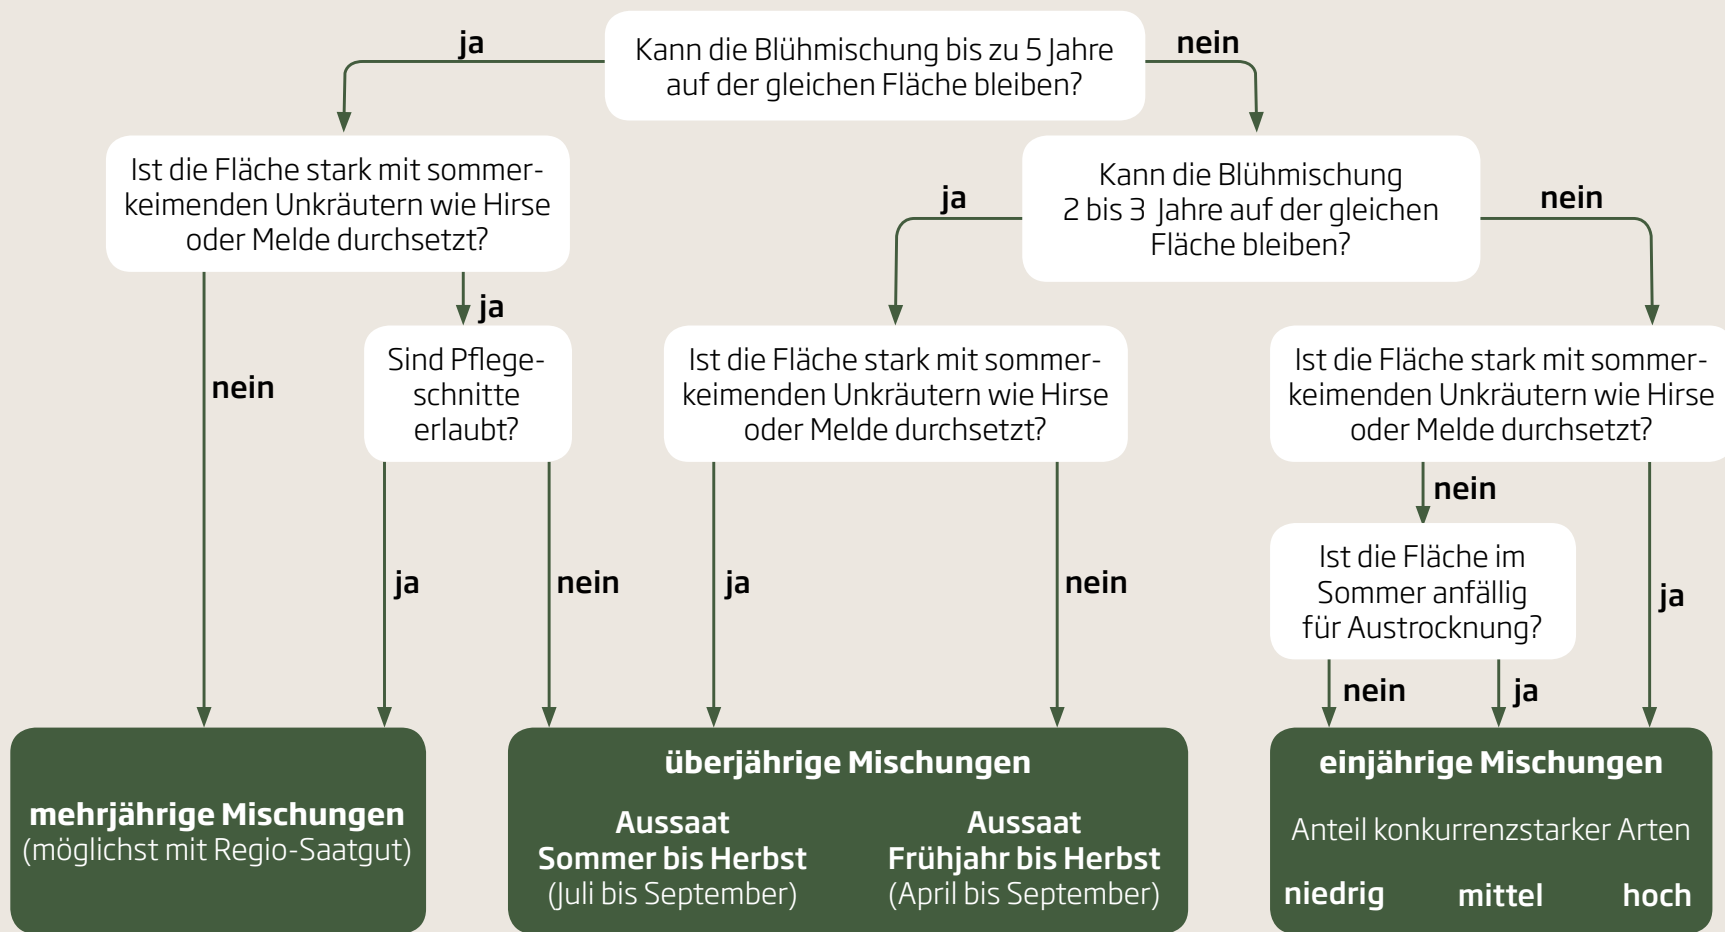 ja
Kann die Blühmischung bis zu 5 Jahre
auf der gleichen Fläche bleiben?
nein
Ist die Fläche stark mit sommer-
keimenden Unkräutern wie Hirse
oder Melde durchsetzt?
ja
Kann die Blühmischung
2 bis 3 Jahre auf der gleichen
Fläche bleiben?
nein
nein
ja
Sind Pflege-
schnitte
erlaubt?
Ist die Fläche stark mit sommer-
keimenden Unkräutern wie Hirse
oder Melde durchsetzt?
Ist die Fläche stark mit sommer-
keimenden Unkräutern wie Hirse
oder Melde durchsetzt?
nein
Ist die Fläche im
Sommer anfällig
für Austrocknung?
ja
nein
ja
nein
ja
nein
ja
mehrjährige Mischungen
(möglichst mit Regio-Saatgut)
überjährige Mischungen
Aussaat
Sommer bis Herbst
(Juli bis September)
Aussaat
Frühjahr bis Herbst
(April bis September)
einjährige Mischungen
Anteil konkurrenzstarker Arten
niedrig mittel hoch